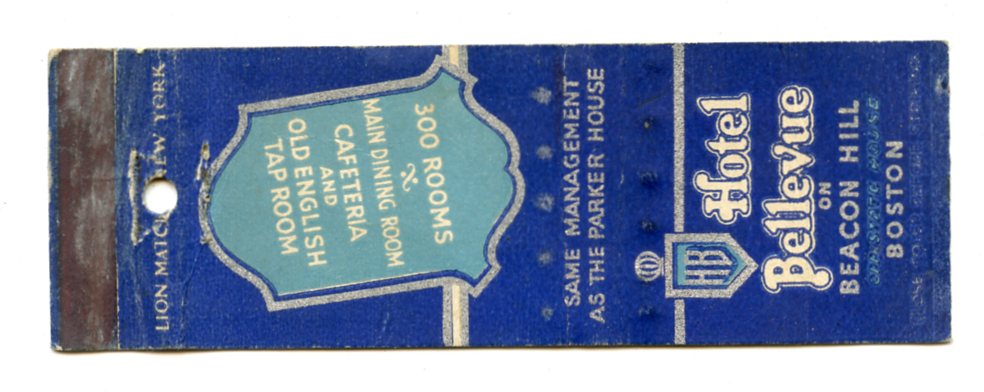 LION MATCH NEW YORK
300 ROOMS
MAIN DINING ROOM
CAFETERIA
AND
OLD ENGLISH
TAP ROOM
SAME MANAGEMENT
AS THE PARKER HOUSE
HB
Hotel
Bellevue
ON
BEACON HILL
HOUSE
BOSTON